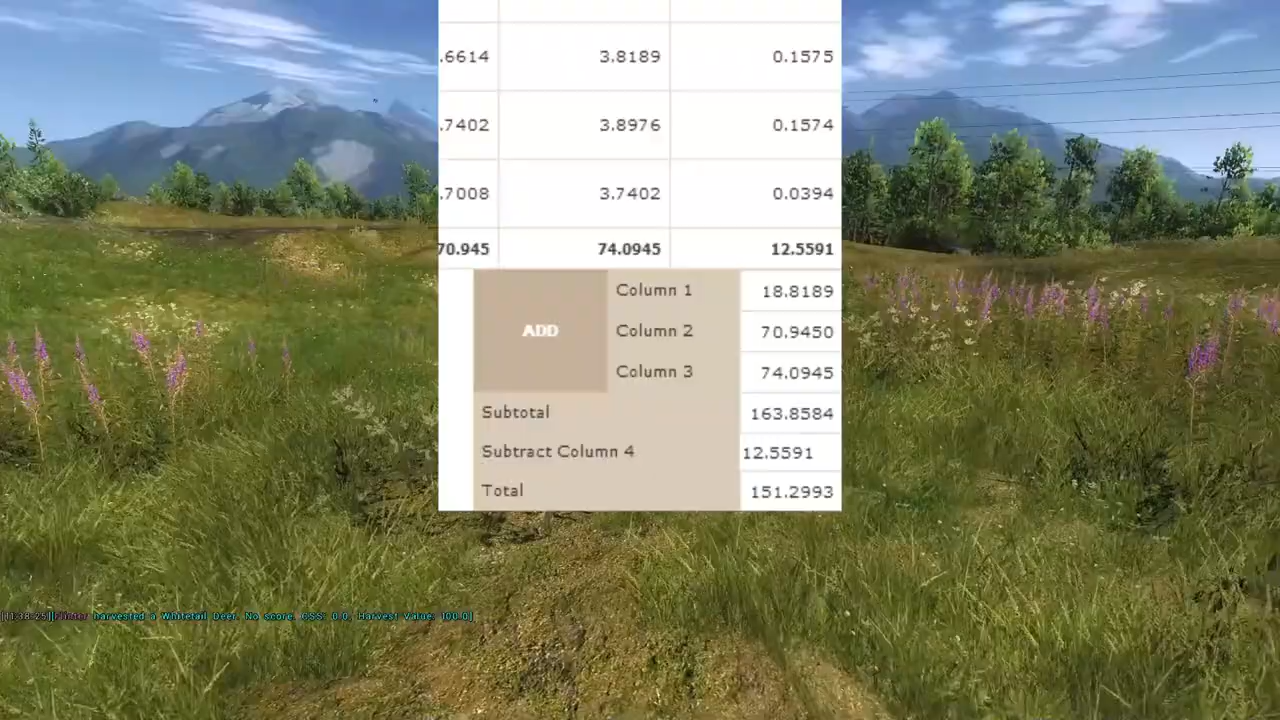 .6614 3.8189 0.1575
.7402 3.8976 0.1574
.7008 3.7402 0.0394
70.945 74.0945 12.5591
ADD
Column 1 18.8189
Column 2 70.9450
Column 3 74.0945
Subtotal 163.8584
Subtract Column 4 12.5591
Total 151.2993
harvested a Whitetail Deer. No score. CSS: 0.0, Harvest Value: 100.0]